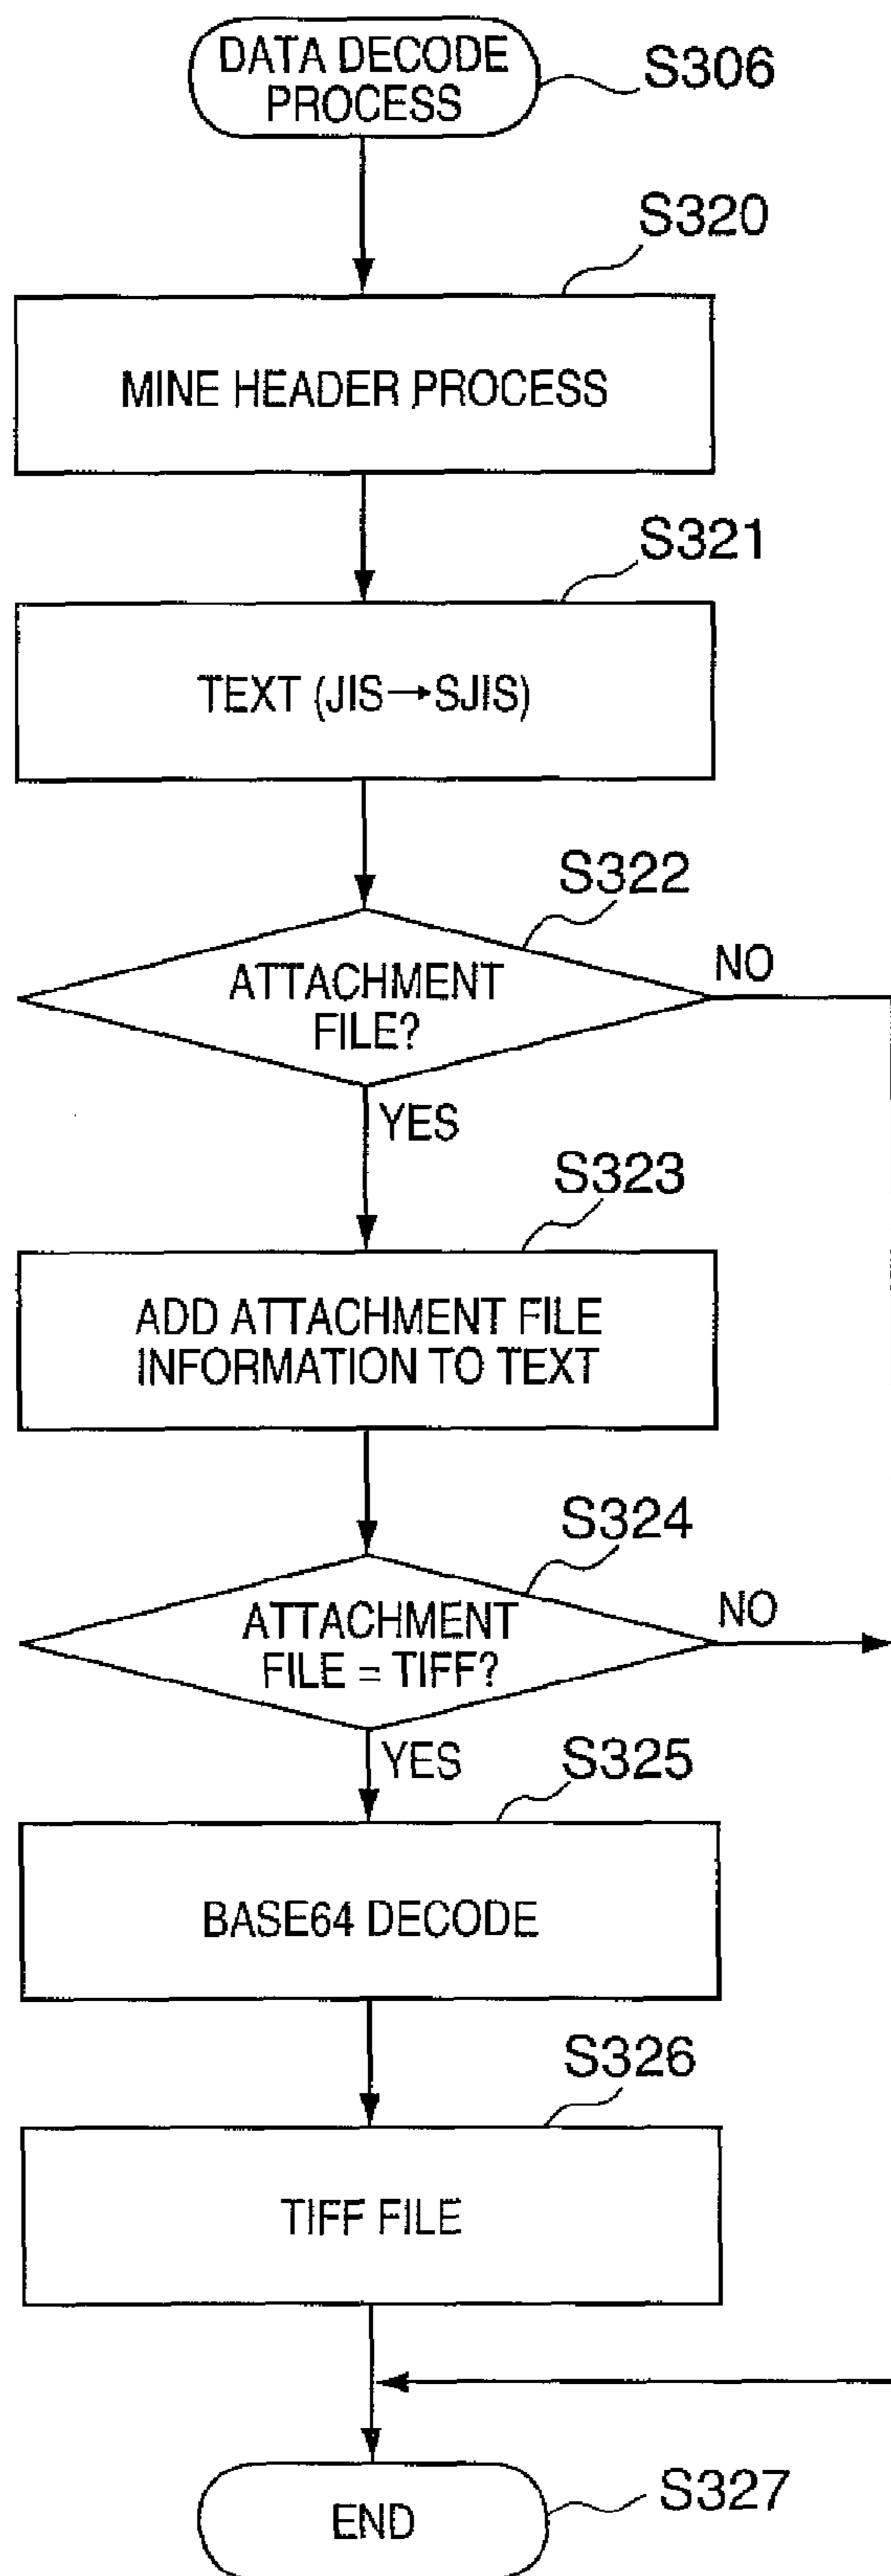 DATA DECODE
PROCESS
S306
S320
MINE HEADER PROCESS
S321
TEXT (JIS→SJIS)
S322
ATTACHMENT
FILE?
NO
YES
S323
ADD ATTACHMENT FILE
INFORMATION TO TEXT
S324
ATTACHMENT
FILE = TIFF?
NO
YES
S325
BASE64 DECODE
S326
TIFF FILE
END
S327